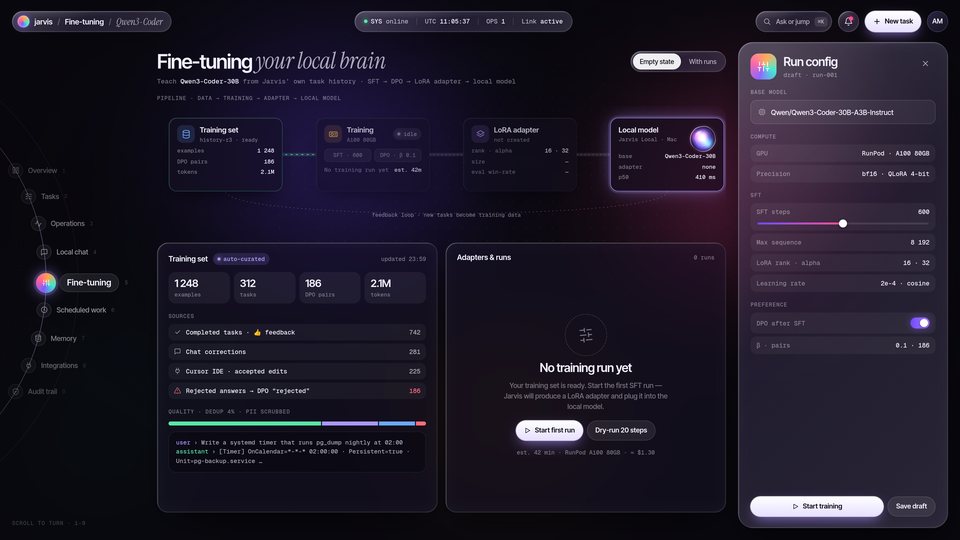 jarvis / Fine-tuning / Qwen3-Coder
SYS online UTC 11:05:37 OPS 1 Link active
Ask or jump ⌘K
New task
AM
Fine-tuning your local brain
Teach Qwen3-Coder-30B from Jarvis' own task history · SFT → DPO → LoRA adapter → local model
Empty state With runs
PIPELINE · DATA → TRAINING → ADAPTER → LOCAL MODEL
Training set
history-r3 · ready
examples 1 248
DPO pairs 186
tokens 2.1M
Training
A100 80GB
idle
SFT · 600 DPO · β 0.1
No training run yet est. 42m
LoRA adapter
not created
rank · alpha 16 · 32
size —
eval win-rate —
Local model
Jarvis Local · Mac
base Qwen3-Coder-30B
adapter none
p50 410 ms
feedback loop · new tasks become training data
Overview 1
Tasks 2
Operations 3
Local chat 4
Fine-tuning 5
Scheduled work 6
Memory 7
Integrations 8
Audit trail 9
SCROLL TO TURN · 1-9
Training set auto-curated updated 23:59
1 248 examples
312 tasks
186 DPO pairs
2.1M tokens
SOURCES
Completed tasks · 👍 feedback 742
Chat corrections 281
Cursor IDE · accepted edits 225
Rejected answers → DPO "rejected" 186
QUALITY · DEDUP 4% · PII SCRUBBED
user › Write a systemd timer that runs pg_dump nightly at 02:00
assistant › [Timer] OnCalendar=*-*-* 02:00:00 · Persistent=true ·
Unit=pg-backup.service …
Adapters & runs 0 runs
No training run yet
Your training set is ready. Start the first SFT run —
Jarvis will produce a LoRA adapter and plug it into the
local model.
Start first run Dry-run 20 steps
est. 42 min · RunPod A100 80GB · ≈ $1.30
Run config
draft · run-001
BASE MODEL
Qwen/Qwen3-Coder-30B-A3B-Instruct
COMPUTE
GPU RunPod · A100 80GB
Precision bf16 · QLoRA 4-bit
SFT
SFT steps 600
Max sequence 8 192
LoRA rank · alpha 16 · 32
Learning rate 2e-4 · cosine
PREFERENCE
DPO after SFT
β · pairs 0.1 · 186
Start training Save draft